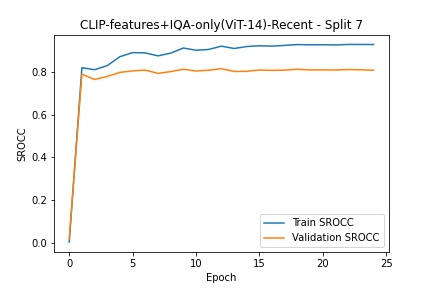 CLIP-features+IQA-only(ViT-14)-Recent - Split 7
SROCC
0.8
0.6
0.4
0.2
0.0
Train SROCC
Validation SROCC
0 5 10 15 20 25
Epoch